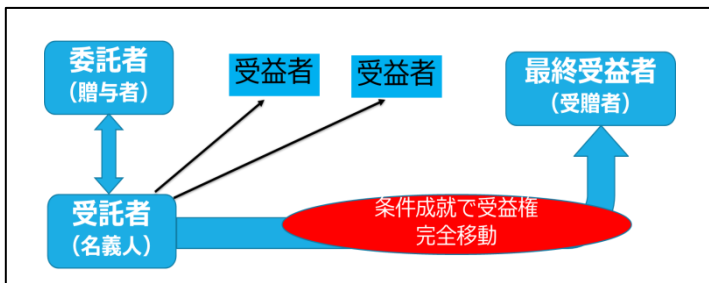 委託者
（贈与者）
受益者
受益者
最終受益者
（受贈者）
受託者
（名義人）
条件成就で受益権
完全移動